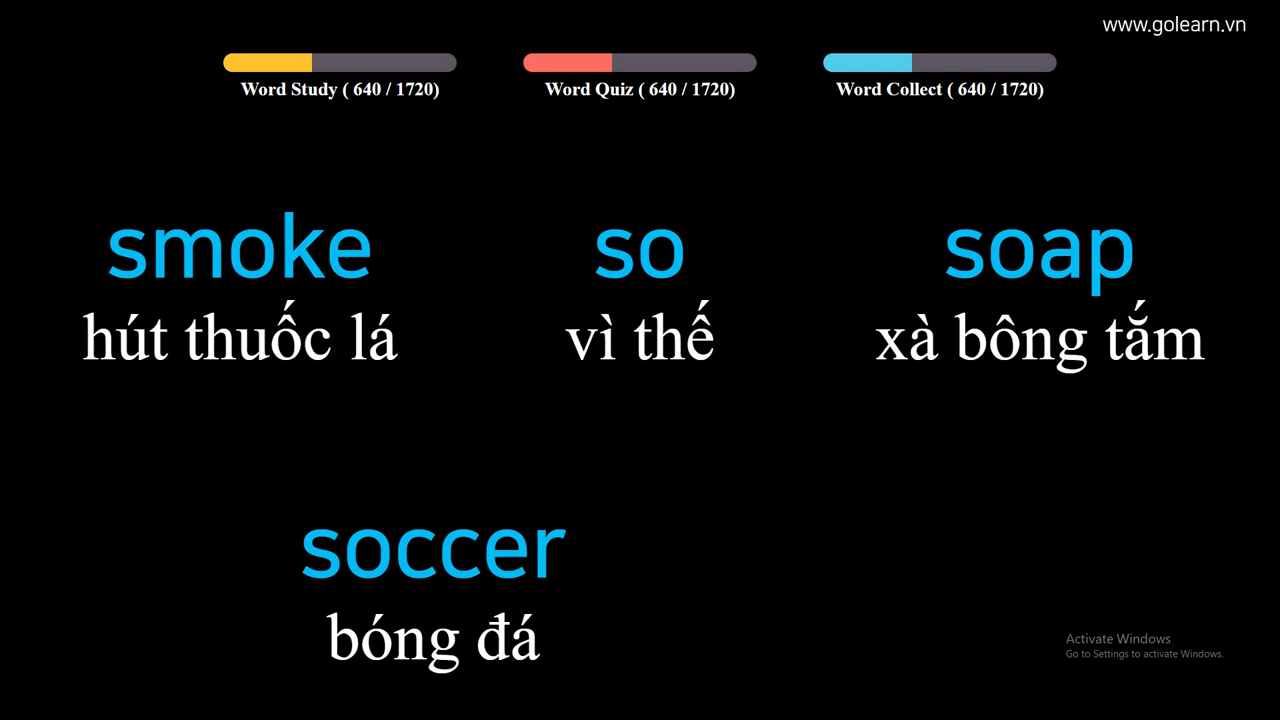 www.golearn.vn
Word Study ( 640 / 1720)
Word Quiz ( 640 / 1720)
Word Collect ( 640 / 1720)
smoke
hút thuốc lá
so
vì thế
soap
xà bông tắm
soccer
bóng đá
Activate Windows
Go to Settings to activate Windows.